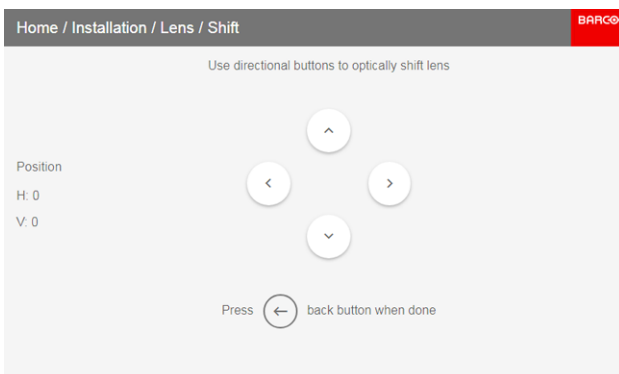 Home / Installation / Lens / Shift
BARCO
Use directional buttons to optically shift lens
Position
H: 0
V: 0
Press back button when done